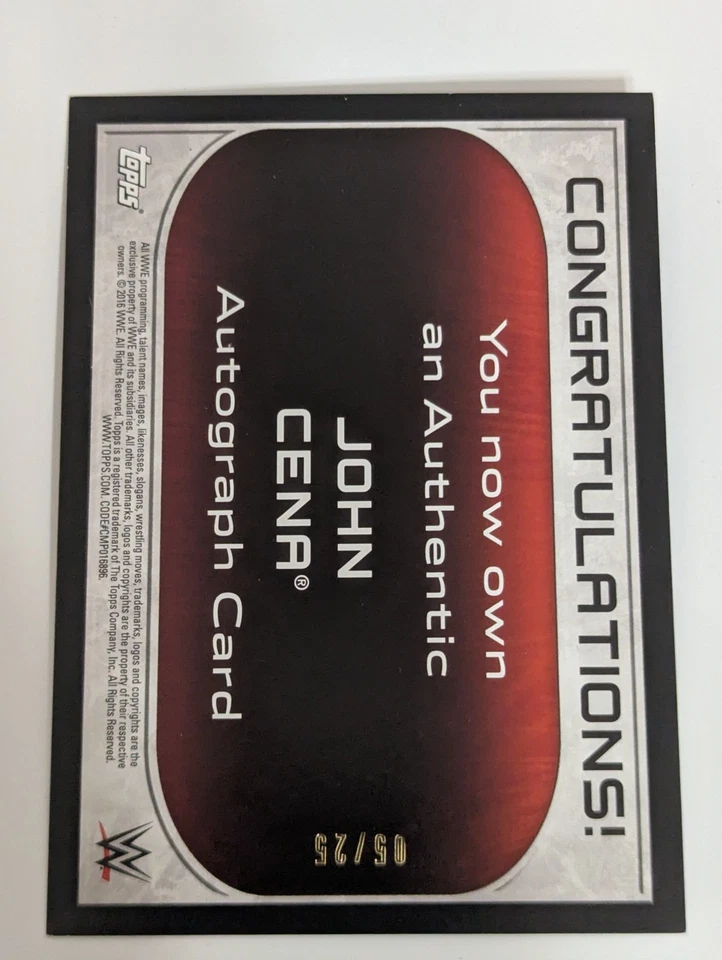 CONGRATULATIONS!
You now own
an Authentic
JOHN
CENA®
Autograph Card
05/25
topps®
All WWE programming, talent names, images, likenesses, slogans, wrestling moves, trademarks, logos and copyrights are the
exclusive property of WWE and its subsidiaries. All other trademarks, logos and copyrights are the property of their respective
owners. © 2016 WWE. All Rights Reserved. Topps is a registered trademark of The Topps Company, Inc. All Rights Reserved.
WWW.TOPPS.COM. CODE#CMP016896.
W